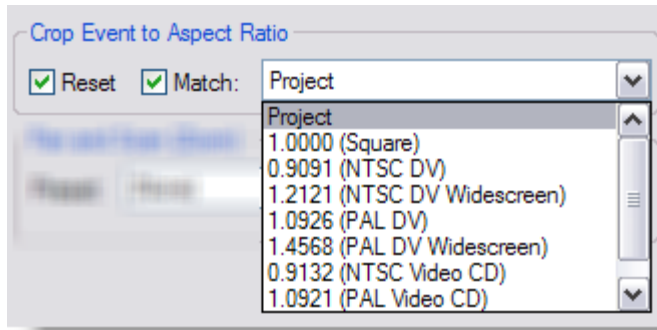 Crop Event to Aspect Ratio
Reset Match: Project
Project
1.0000 (Square)
0.9091 (NTSC DV)
1.2121 (NTSC DV Widescreen)
1.0926 (PAL DV)
1.4568 (PAL DV Widescreen)
0.9132 (NTSC Video CD)
1.0921 (PAL Video CD)